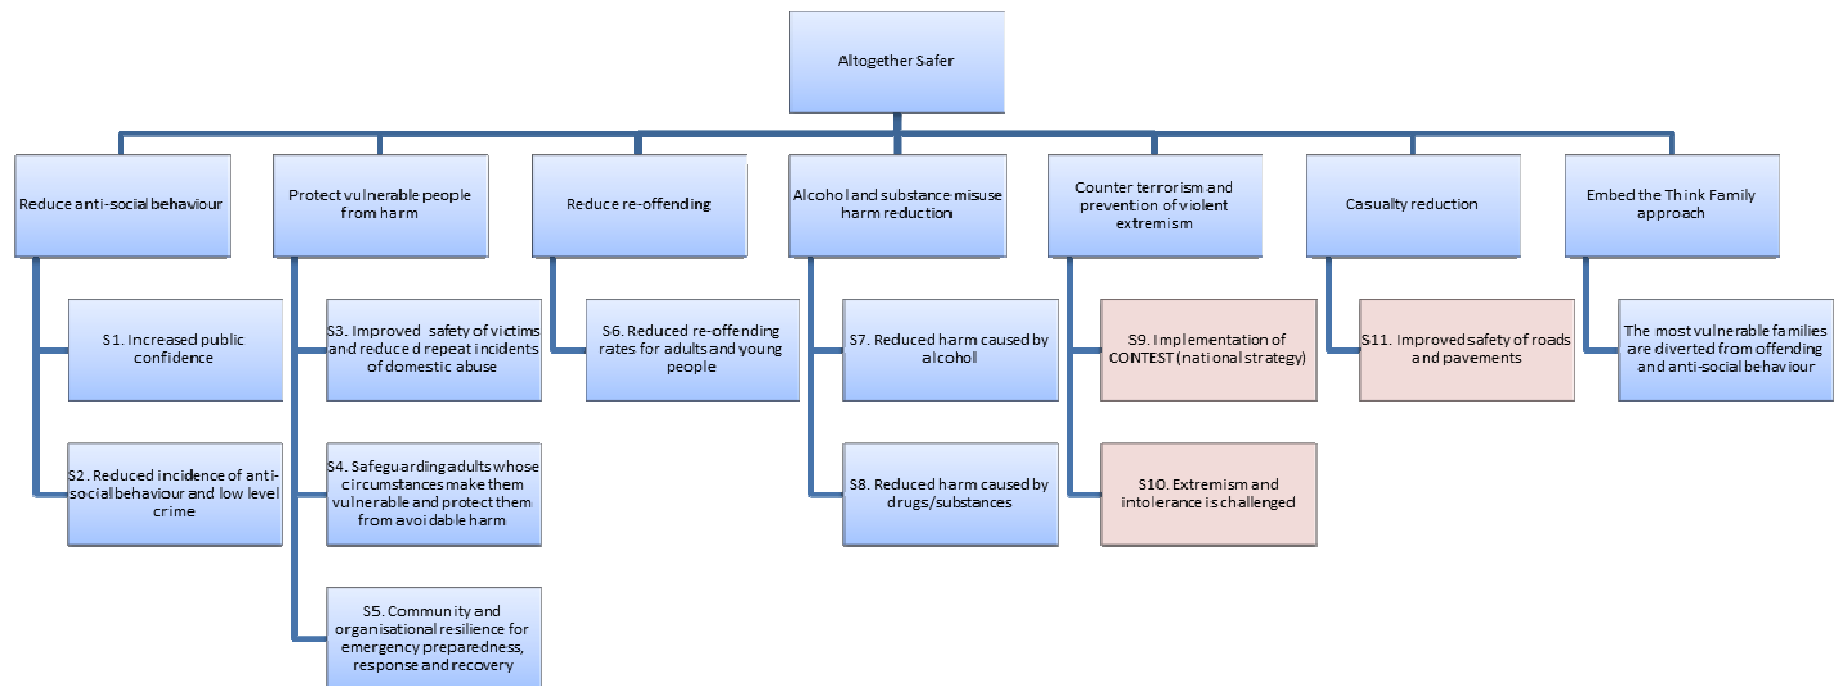 Altogether Safer
Reduce anti-social behaviour
Protect vulnerable people
from harm
Reduce re-offending
Alcohol and substance misuse
harm reduction
Counter terrorism and
prevention of violent
extremism
Casualty reduction
Embed the Think Family
approach
S1. Increased public
confidence
S2. Reduced incidence of anti-
social behaviour and low level
crime
S3. Improved safety of victims
and reduced repeat incidents
of domestic abuse
S4. Safeguarding adults whose
circumstances make them
vulnerable and protect them
from avoidable harm
S5. Community and
organisational resilience for
emergency preparedness,
response and recovery
S6. Reduced re-offending
rates for adults and young
people
S7. Reduced harm caused by
alcohol
S8. Reduced harm caused by
drugs/substances
S9. Implementation of
CONTEST (national strategy)
S10. Extremism and
intolerance is challenged
S11. Improved safety of roads
and pavements
The most vulnerable families
are diverted from offending
and anti-social behaviour